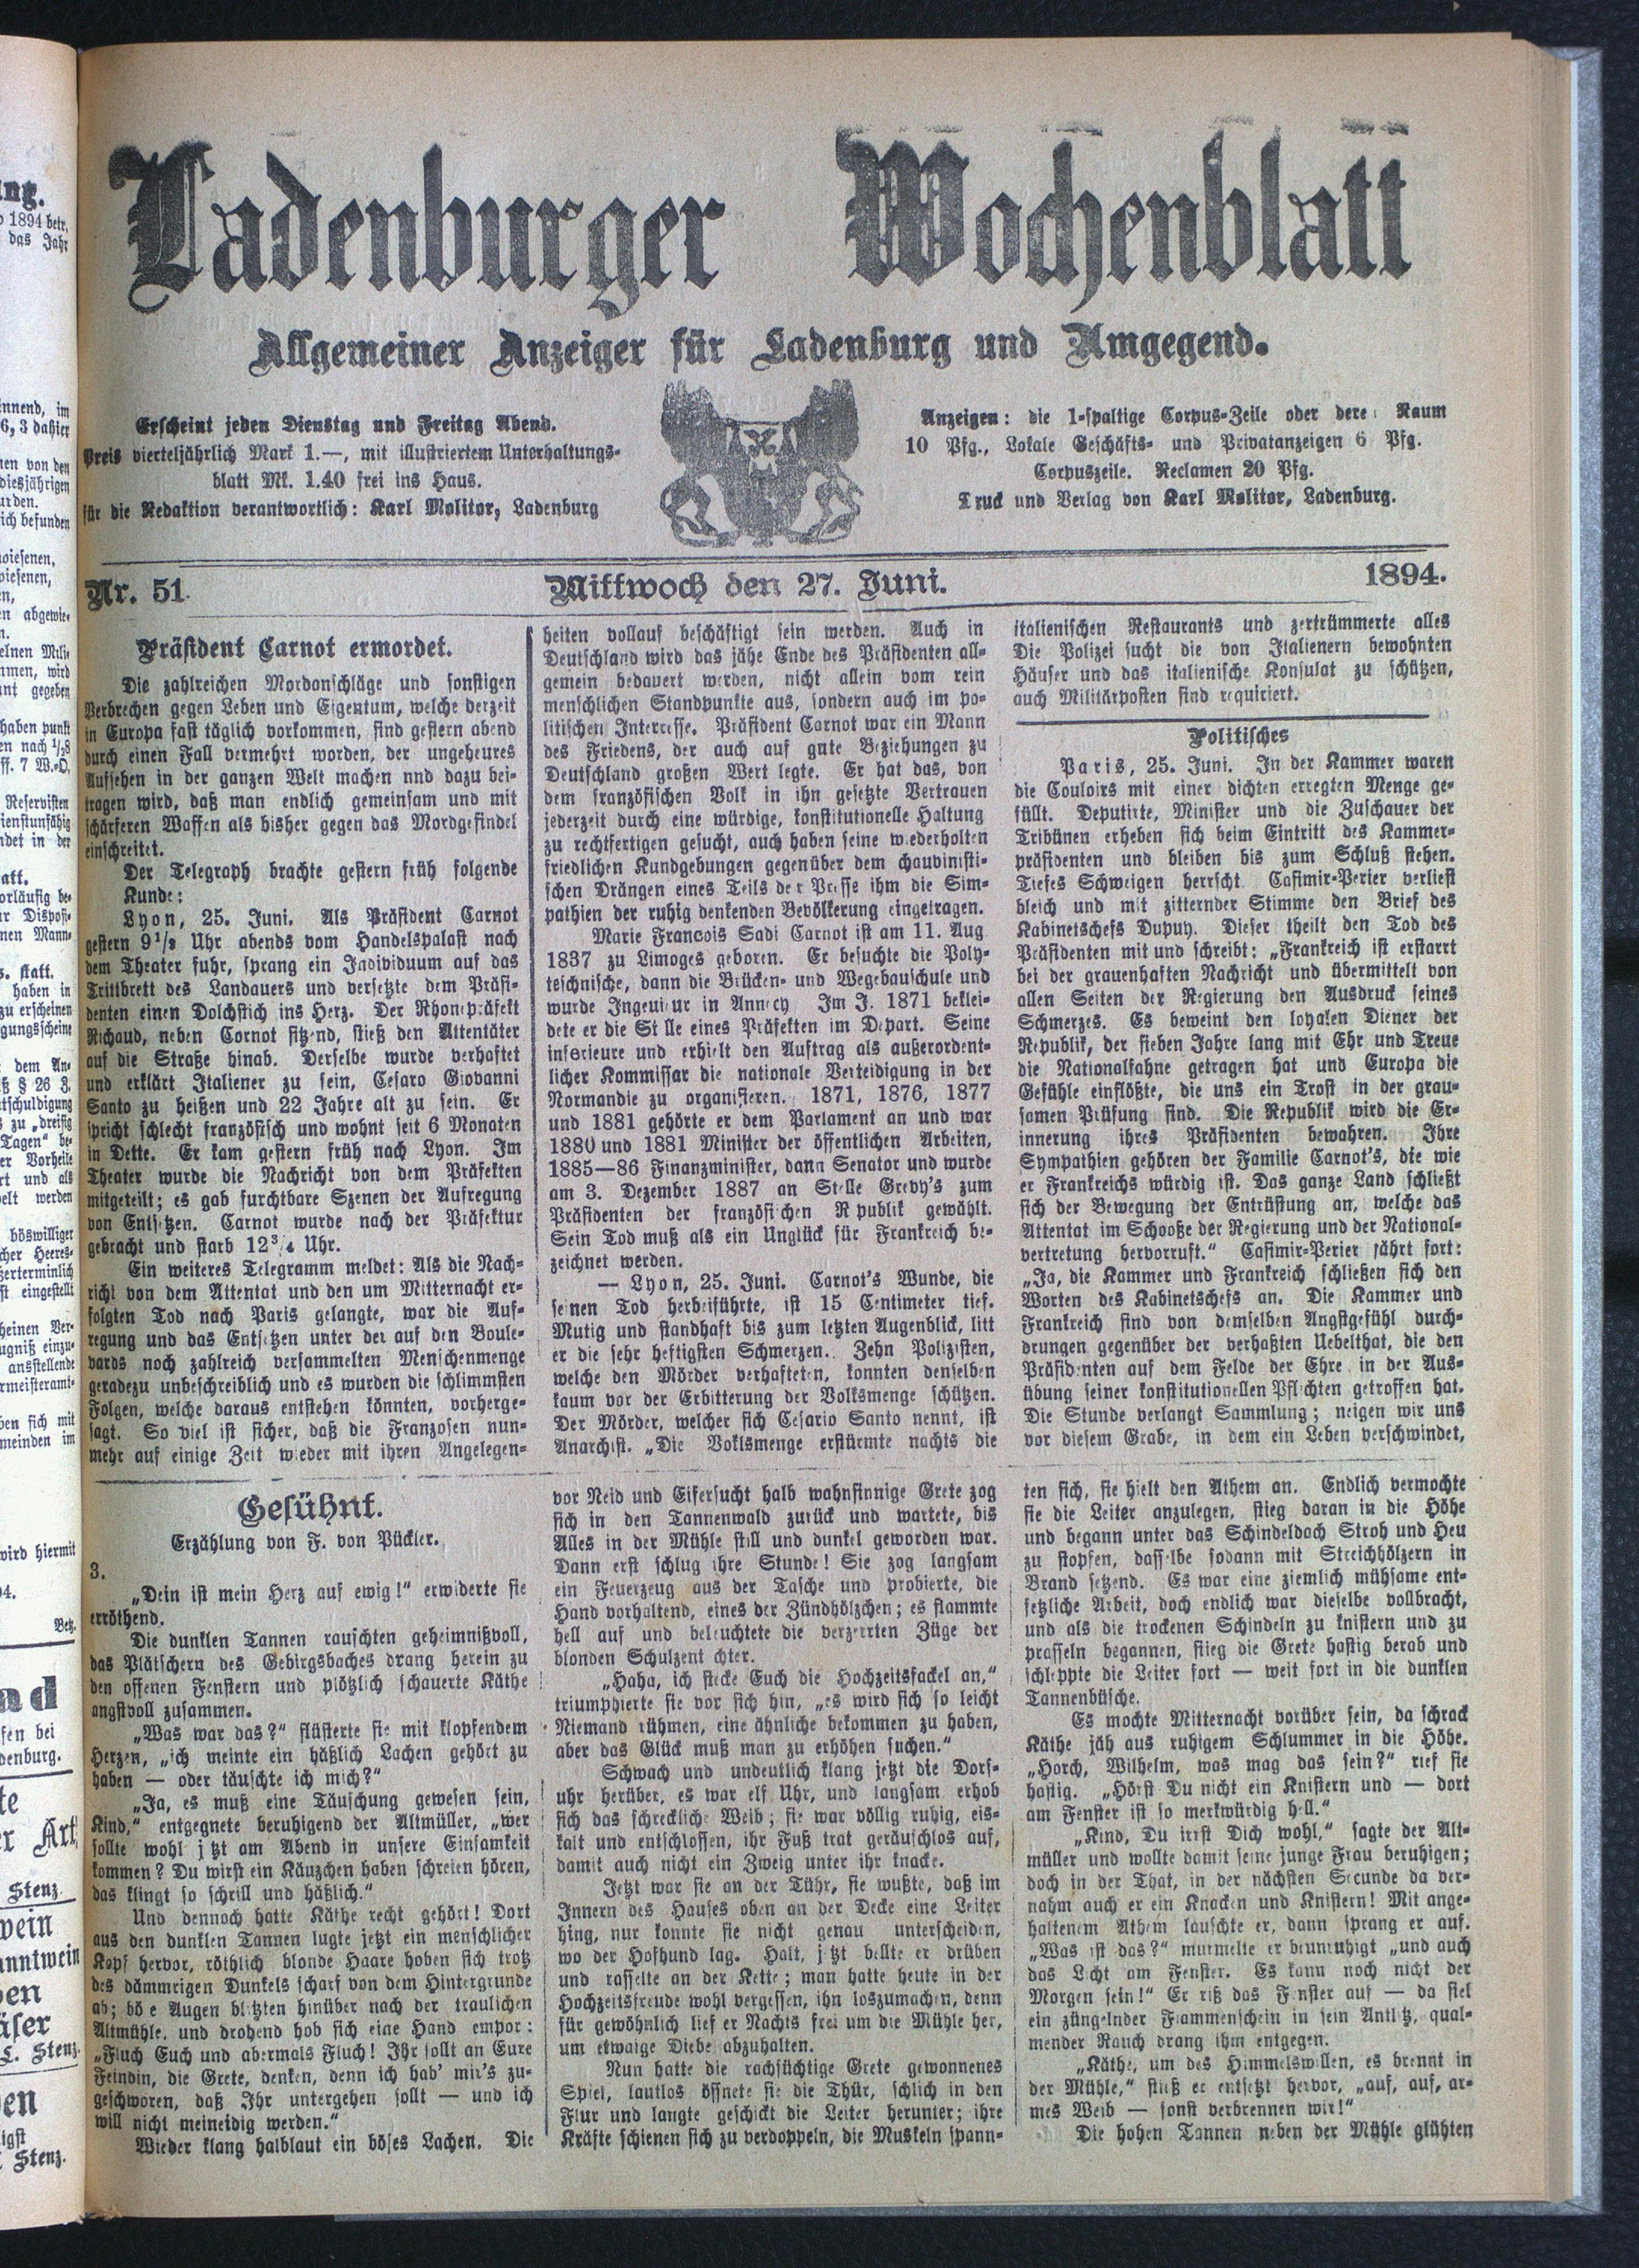 Ladenburger Wochenblatt
Allgemeiner Anzeiger für Ladenburg und Umgegend.
Erscheint jeden Dienstag und Freitag Abend.
Preis vierteljährlich Mark 1.—, mit illustriertem Unterhaltungs-
blatt Mk. 1.40 frei ins Haus.
für die Redaktion verantwortlich: Karl Molitor, Ladenburg
Anzeigen: die 1-spaltige Corpus-Zeile oder dere Raum
10 Pfg., Lokale Geschäfts- und Privatanzeigen 6 Pfg.
Corpuszeile. Reclamen 20 Pfg.
Truck und Verlag von Karl Molitor, Ladenburg.
Nr. 51
Mittwoch den 27. Juni.
1894.
Präsident Carnot ermordet.
Die zahlreichen Mordanschläge und sonstigen
Verbrechen gegen Leben und Eigentum, welche derzeit
in Europa fast täglich vorkommen, sind gestern abend
durch einen Fall vermehrt worden, der ungeheures
Aufsehen in der ganzen Welt machen nnd dazu bei-
tragen wird, daß man endlich gemeinsam und mit
schärferen Waffen als bisher gegen das Mordgesindel
einschreitet.
Der Telegraph brachte gestern früh folgende
Kunde:
Lyon, 25. Juni. Als Präsident Carnot
gestern 9 1/2 Uhr abends vom Handelspalast nach
dem Theater fuhr, sprang ein Individuum auf das
Trittbrett des Landauers und versetzte dem Präsi-
denten einen Dolchstich ins Herz. Der Rhonepräfekt
Richaud, neben Cornot sitzend, stieß den Attentäter
auf die Straße hinab. Derselbe wurde verhaftet
und erklärt Italiener zu sein, Cesaro Giovanni
Santo zu heißen und 22 Jahre alt zu sein. Er
spricht schlecht französisch und wohnt seit 6 Monaten
in Dette. Er kam gestern früh nach Lyon. Im
Theater wurde die Nachricht von dem Präfekten
mitgeteilt; es gab furchtbare Szenen der Aufregung
von Entsetzen. Carnot wurde nach der Präfektur
gebracht und starb 12 3/4 Uhr.
Ein weiteres Telegramm meldet: Als die Nach-
richt von dem Attentat und den um Mitternacht er-
folgten Tod nach Paris gelangte, war die Auf-
regung und das Entsetzen unter der auf den Boule-
vards noch zahlreich versammelten Menschenmenge
geradezu unbeschreiblich und es wurden die schlimmsten
Folgen, welche daraus entstehen könnten, vorherge-
sagt. So viel ist sicher, daß die Franzosen nun-
mehr auf einige Zeit wieder mit ihren Angelegen-
heiten vollauf beschäftigt sein werden. Auch in
Deutschland wird das jähe Ende des Präsidenten all-
gemein bedauert werden, nicht allein vom rein
menschlichen Standpunkte aus, sondern auch im po-
litischen Interesse. Präsident Carnot war ein Mann
des Friedens, der auch auf gute Beziehungen zu
Deutschland großen Wert legte. Er hat das, von
dem französischen Volk in ihn gesetzte Vertrauen
jederzeit durch eine würdige, konstitutionelle Haltung
zu rechtfertigen gesucht, auch haben seine wiederholten
friedlichen Kundgebungen gegenüber dem chauvinisti-
schen Drängen eines Teils der Presse ihm die Sim-
pathien der ruhig denkenden Bevölkerung eingetragen.
Marie Francois Sadi Carnot ist am 11. Aug
1837 zu Limoges geboren. Er besuchte die Poly-
teschnische, dann die Brücken- und Wegebauschule und
wurde Ingenieur in Annecy Im J. 1871 beklei-
dete er die St lle eines Präfekten im Depart. Seine
inferieure und erhielt den Auftrag als außerordent-
licher Kommissar die nationale Verteidigung in der
Normandie zu organisieren. 1871, 1876, 1877
und 1881 gehörte er dem Parlament an und war
1880 und 1881 Minister der öffentlichen Arbeiten,
1885—86 Finanzminister, dann Senator und wurde
am 3. Dezember 1887 an Stelle Grevy's zum
Präsidenten der französischen R publik gewählt.
Sein Tod muß als ein Unglück für Frankreich be-
zeichnet werden.
— Lyon, 25. Juni. Carnot's Wunde, die
seinen Tod herbeiführte, ist 15 Centimeter tief.
Mutig und standhaft bis zum letzten Augenblick, litt
er die sehr heftigsten Schmerzen. Zehn Polizisten,
welche den Mörder verhafteten, konnten denselben
kaum vor der Erbitterung der Volksmenge schützen.
Der Mörder, welcher sich Cesario Santo nennt, ist
Anarchist. „Die Voklsmenge erstürmte nachts die
italienischen Restaurants und zertrümmerte alles
Die Polizei sucht die von Italienern bewohnten
Häuser und das italienische Konsulat zu schützen,
auch Militärposten sind requiriert.
Politisches
Paris, 25. Juni. In der Kammer waren
die Couloirs mit einer dichten erregten Menge ge-
füllt. Deputirte, Minister und die Zuschauer der
Tribünen erheben sich beim Eintritt des Kammer-
präsidenten und bleiben bis zum Schluß stehen.
Tiefes Schweigen herrscht. Casimir-Perier verliest
bleich und mit zitternder Stimme den Brief des
Kabinetschefs Dupuy. Dieser theilt den Tod des
Präsidenten mit und schreibt: „Frankreich ist erstarrt
bei der grauenhaften Nachricht und übermittelt von
allen Seiten der Regierung den Ausdruck seines
Schmerzes. Es beweint den loyalen Diener der
Republik, der sieben Jahre lang mit Ehr und Treue
die Nationalfahne getragen hat und Europa die
Gefühle einflößte, die uns ein Trost in der grau-
samen Prüfung sind. Die Republik wird die Er-
innerung ihres Präsidenten bewahren. Ihre
Sympathien gehören der Familie Carnot's, die wie
er Frankreichs würdig ist. Das ganze Land schließt
sich der Bewegung der Entrüstung an, welche das
Attentat im Schooße der Regierung und der National-
vertretung hervorruft.“ Casimir-Perier fährt fort:
„Ja, die Kammer und Frankreich schließen sich den
Worten des Kabinetschefs an. Die Kammer und
Frankreich sind von demselben Angstgefühl durch-
drungen gegenüber der verhaßten Uebelthat, die den
Präsidenten auf dem Felde der Ehre in der Aus-
übung seiner konstitutionellen Pflichten getroffen hat.
Die Stunde verlangt Sammlung; neigen wir uns
vor diesem Grabe, in dem ein Leben verschwindet,
Gesühnt.
Erzählung von F. von Pückler.
3.
„Dein ist mein Herz auf ewig!“ erwiderte sie
erröthend.
Die dunklen Tannen rauschten geheimnißvoll,
das Plätschern des Gebirgsbaches drang herein zu
den offenen Fenstern und plötzlich schauerte Käthe
angstvoll zusammen.
„Was war das?“ flüsterte sie mit klopfendem
Herzen, „ich meinte ein häßlich Lachen gehört zu
haben — oder täuschte ich mich?“
„Ja, es muß eine Täuschung gewesen sein,
Kind,“ entgegnete beruhigend der Altmüller, „wer
sollte wohl j tzt am Abend in unsere Einsamkeit
kommen? Du wirst ein Käuzchen haben schreien hören,
das klingt so schrill und häßlich.“
Und dennoch hatte Käthe recht gehört! Dort
aus den dunklen Tannen lugte jetzt ein menschlicher
Kopf hervor, röthlich blonde Haare hoben sich trotz
des dämmrigen Dunkels scharf von dem Hintergrunde
ab; bö e Augen blitzten hinüber nach der traulichen
Altmühle, und drohend hob sich eine Hand empor:
„Fluch Euch und abermals Fluch! Ihr sollt an Eure
Feindin, die Grete, denken, denn ich hab' mir's zu-
geschworen, daß Ihr untergehen sollt — und ich
will nicht meineidig werden.“
Wieder klang halblaut ein böses Lachen. Die
vor Neid und Eifersucht halb wahnsinnige Grete zog
sich in den Tannenwald zurück und wartete, bis
Alles in der Mühle still und dunkel geworden war.
Dann erst schlug ihre Stunde! Sie zog langsam
ein Feuerzeug aus der Tasche und probierte, die
Hand vorhaltend, eines der Zündhölzchen; es flammte
hell auf und beleuchtete die verzerrten Züge der
blonden Schulzent chter.
„Haha, ich stecke Euch die Hochzeitsfackel an,“
triumphierte sie vor sich hin, „es wird sich so leicht
Niemand rühmen, eine ähnliche bekommen zu haben,
aber das Glück muß man zu erhöhen suchen.“
Schwach und undeutlich klang jetzt die Dorf-
uhr herüber, es war elf Uhr, und langsam erhob
sich das schreckliche Weib; sie war völlig ruhig, eis-
kalt und entschlossen, ihr Fuß trat geräuschlos auf,
damit auch nicht ein Zweig unter ihr knacke.
Jetzt war sie an der Tühr, sie wußte, daß im
Innern des Hauses oben an der Decke eine Leiter
hing, nur konnte sie nicht genau unterscheiden,
wo der Hofhund lag. Halt, j tzt bellte er drüben
und rasselte an der Kette; man hatte heute in der
Hochzeitsfreude wohl vergessen, ihn loszumachen, denn
für gewöhnlich lief er Nachts frei um die Mühle her,
um etwaige Diebe abzuhalten.
Nun hatte die rachsüchtige Grete gewonnenes
Spiel, lautlos öffnete sie die Thür, schlich in den
Flur und langte geschickt die Leiter herunter; ihre
Kräfte schienen sich zu verdoppeln, die Muskeln spann-
ten sich, sie hielt den Athem an. Endlich vermochte
sie die Leiter anzulegen, stieg daran in die Höhe
und begann unter das Schindeldach Stroh und Heu
zu stopfen, dasselbe sodann mit Streichhölzern in
Brand setzend. Es war eine ziemlich mühsame ent-
setzliche Arbeit, doch endlich war dieselbe vollbracht,
und als die trockenen Schindeln zu knistern und zu
prasseln begannen, stieg die Grete hastig herab und
schleppte die Leiter fort — weit fort in die dunklen
Tannenbüsche.
Es mochte Mitternacht vorüber sein, da schrack
Käthe jäh aus ruhigem Schlummer in die Höhe.
„Horch, Wilhelm, was mag das sein?“ rief sie
hastig. „Hörst Du nicht ein Knistern und — dort
am Fenster ist so merkwürdig hell.“
„Kind, Du irrst Dich wohl,“ sagte der Alt-
müller und wollte damit seine junge Frau beruhigen;
doch in der That, in der nächsten Secunde da ver-
nahm auch er ein Knacken und Knistern! Mit ange-
haltenem Athem lauschte er, dann sprang er auf.
„Was ist das?“ murmelte er beunruhigt „und auch
das Licht am Fenster. Es kann noch nicht der
Morgen sein!“ Er riß das Fenster auf — da fiel
ein züngelnder Flammenschein in sein Antlitz, qual-
mender Rauch drang ihm entgegen.
„Käthe, um des Himmelswillen, es brennt in
der Mühle,“ stieß er entsetzt hervor, „auf, auf, ar-
mes Weib — sonst verbrennen wir!“
Die hohen Tannen neben der Mühle glühten